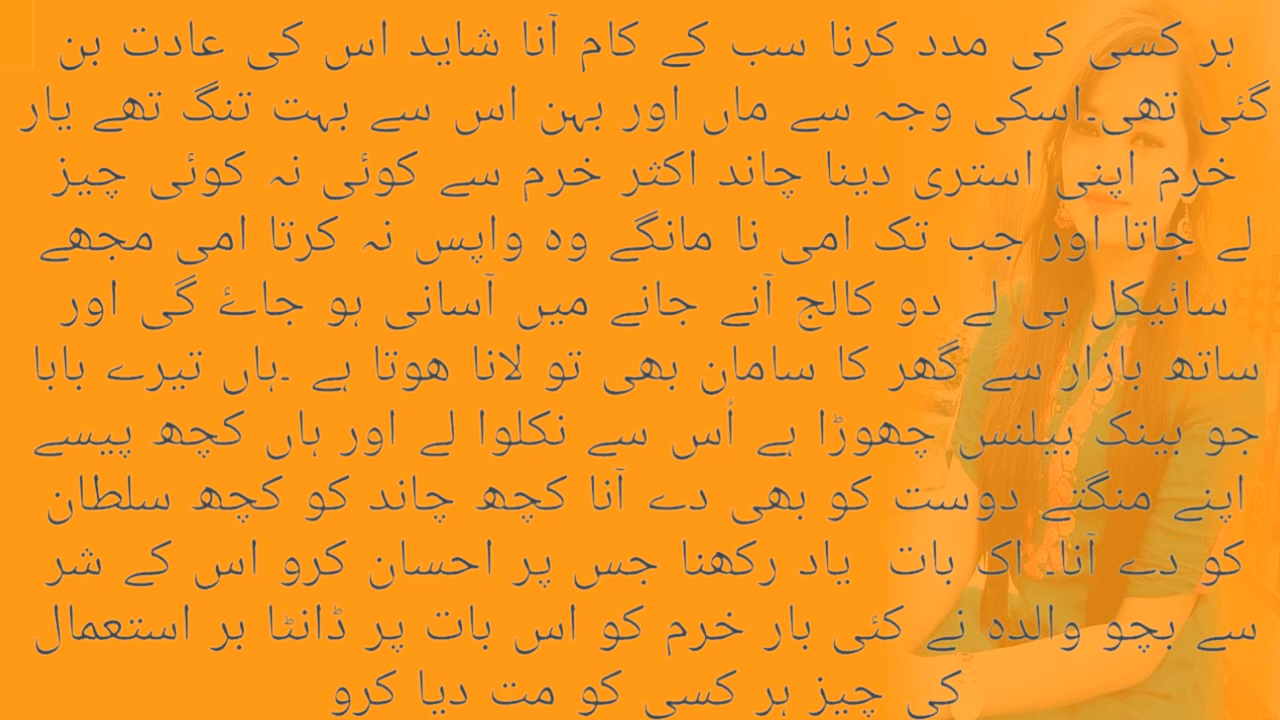 ہر کسی کی مدد کرنا سب کے کام آنا شاید اس کی عادت بن
گئی تھی۔اسکی وجہ سے ماں اور بہن اس سے بہت تنگ تھے یار
خرم اپنی استری دینا چاند اکثر خرم سے کوئی نہ کوئی چیز
لے جاتا اور جب تک امی نا مانگے وہ واپس نہ کرتا امی مجھے
سائیکل ہی لے دو کالج آنے جانے میں آسانی ہو جاۓ گی اور
ساتھ بازار سے گھر کا سامان بھی تو لانا ھوتا ہے ۔ہاں تیرے بابا
جو بینک بیلنس چھوڑا ہے اُس سے نکلوا لے اور ہاں کچھ پیسے
اپنے منگتے دوست کو بھی دے آنا کچھ چاند کو کچھ سلطان
کو دے آنا۔ اک بات یاد رکھنا جس پر احسان کرو اس کے شر
سے بچو والدہ نے کئی بار خرم کو اس بات پر ڈانٹا بر استعمال
کی چیز ہر کسی کو مت دیا کرو